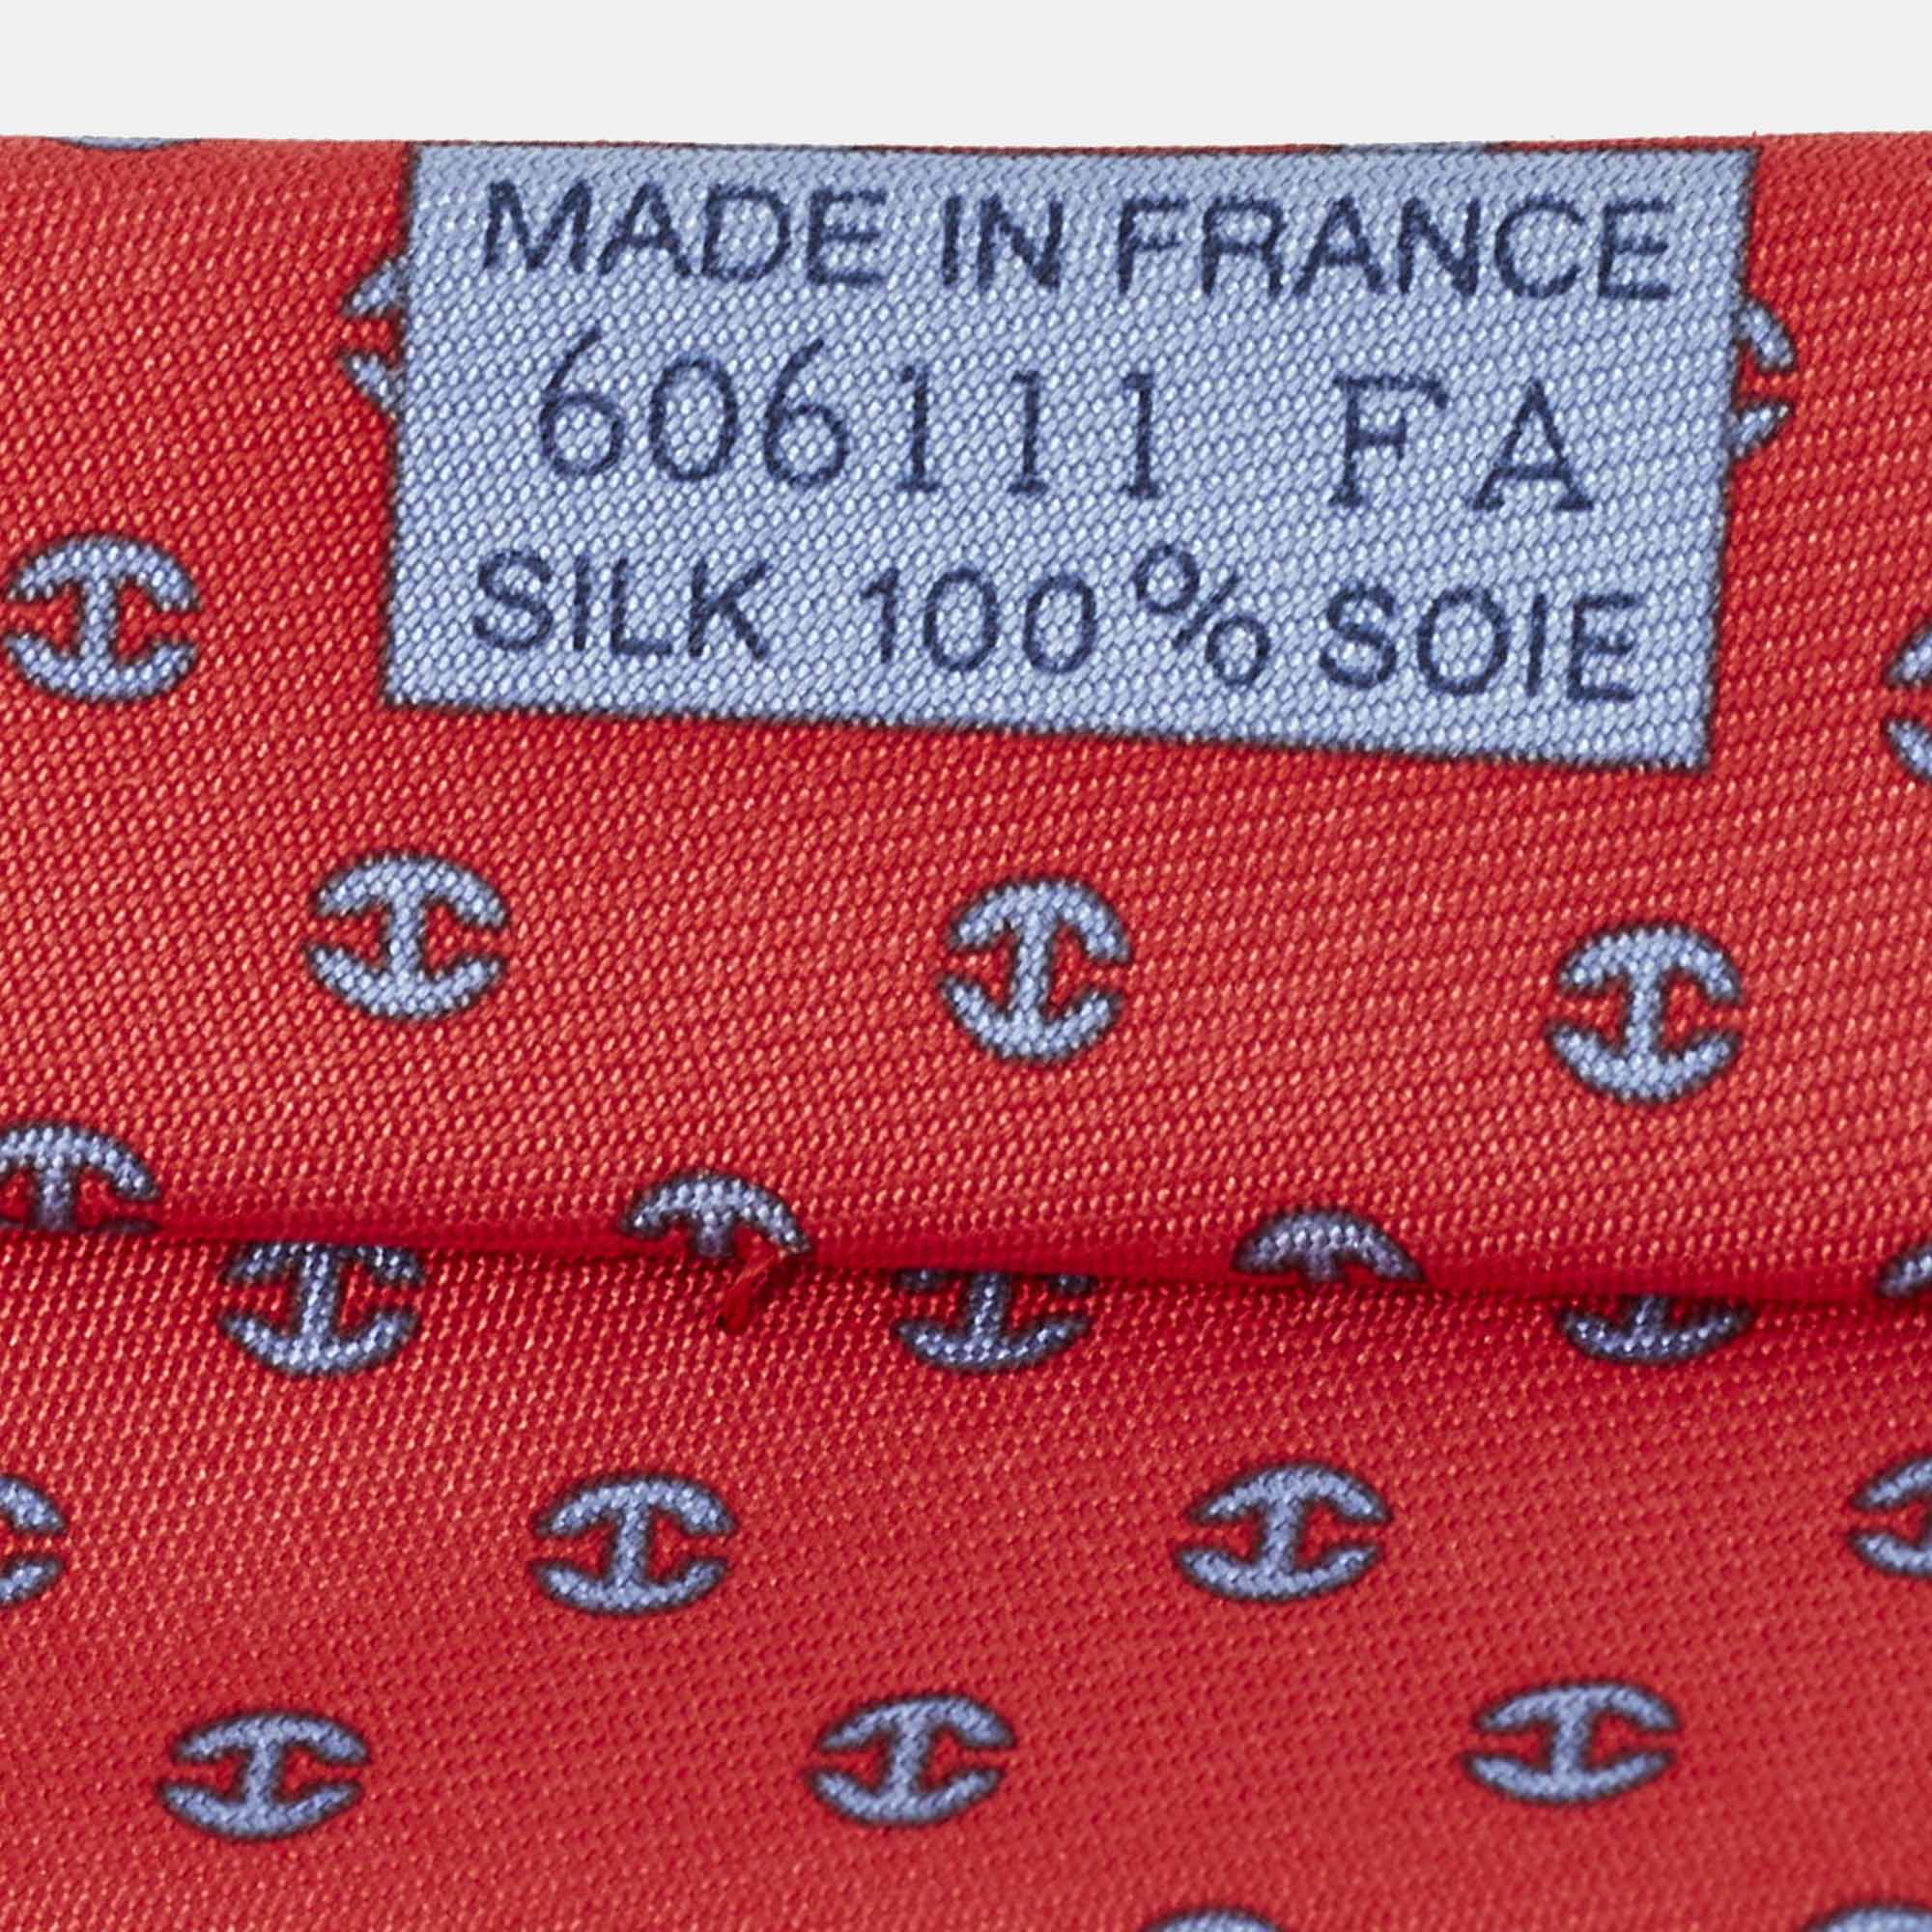 MADE IN FRANCE
606111 FA
SILK 100% SOIE